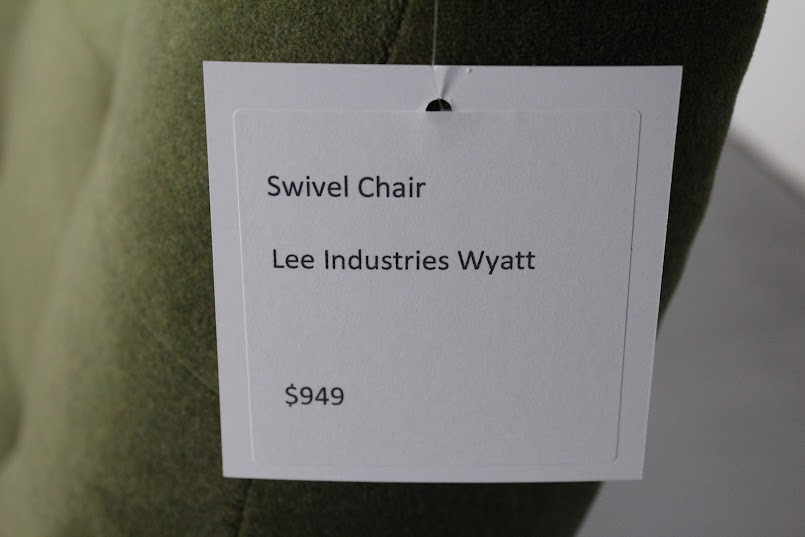 Swivel Chair
Lee Industries Wyatt
$949